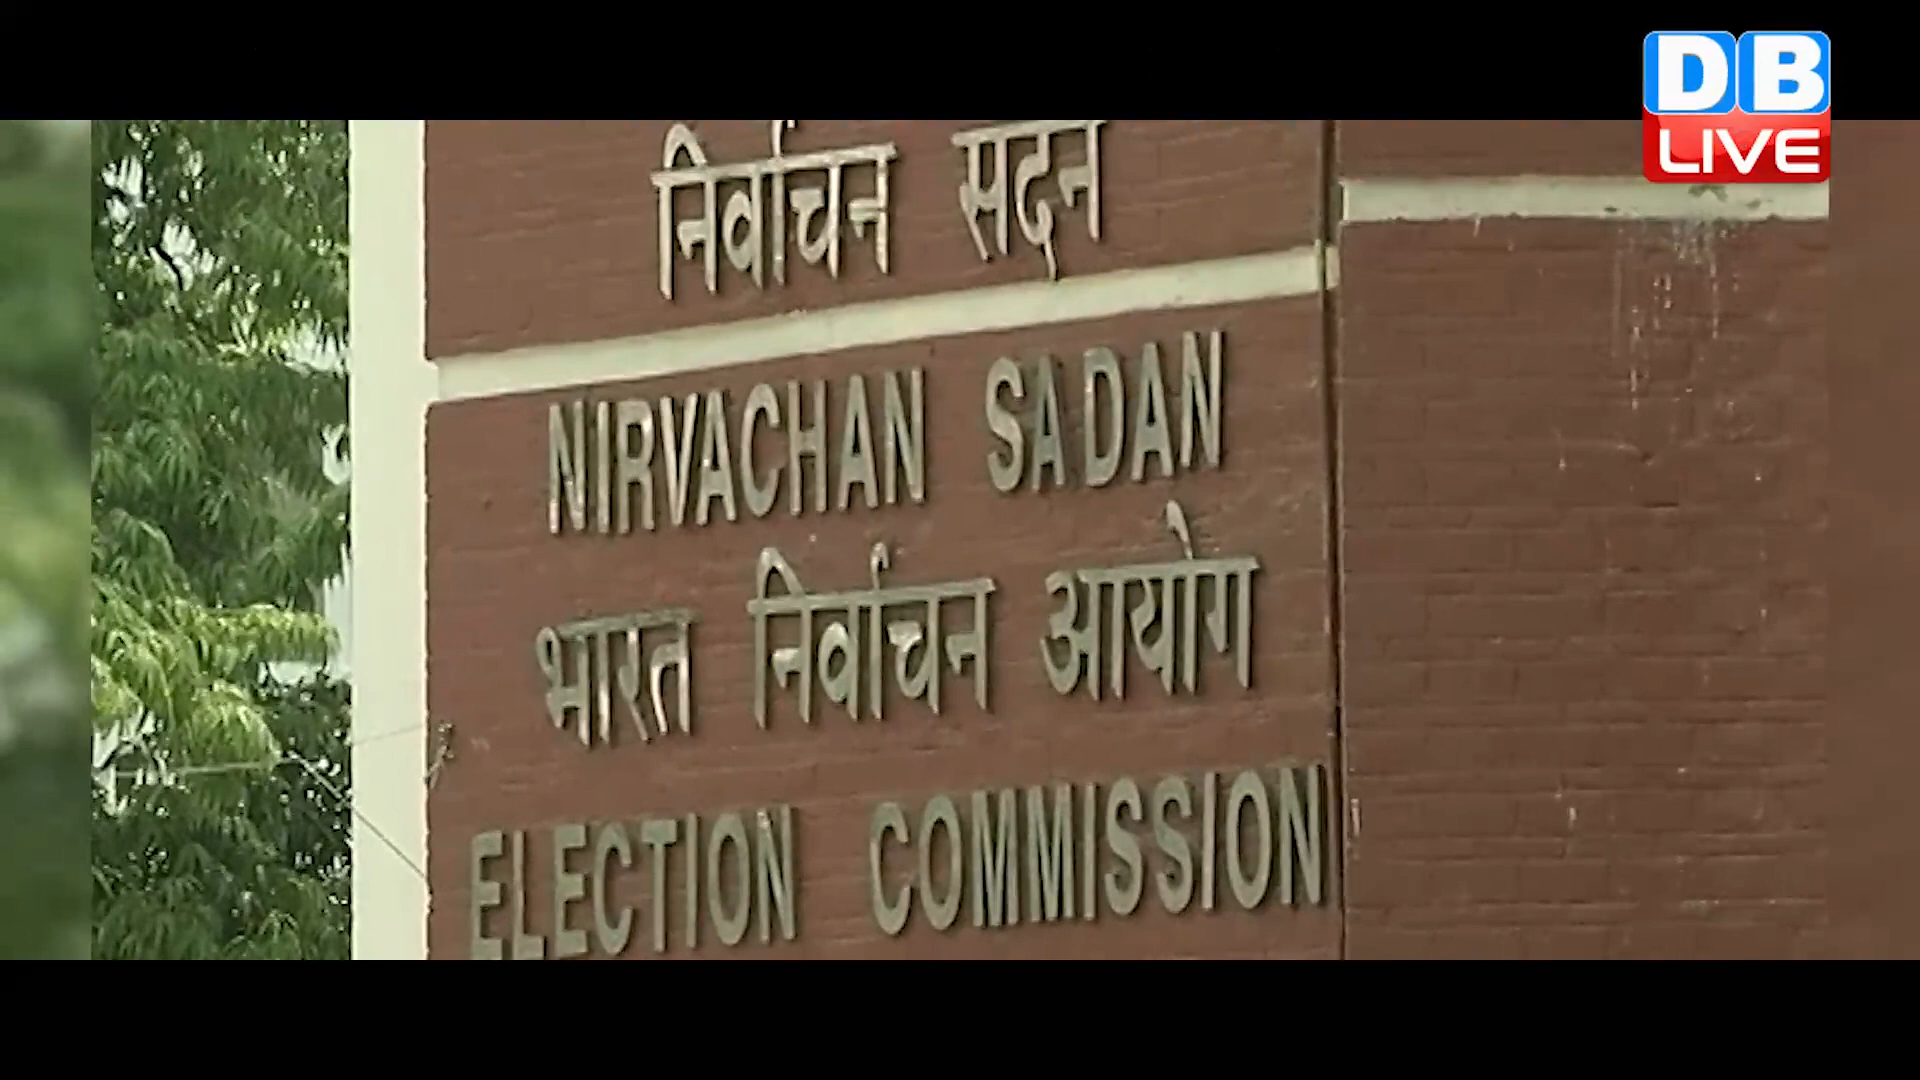 DB
LIVE
निर्वाचन सदन
NIRVACHAN SADAN
भारत निर्वाचन आयोग
ELECTION COMMISSION